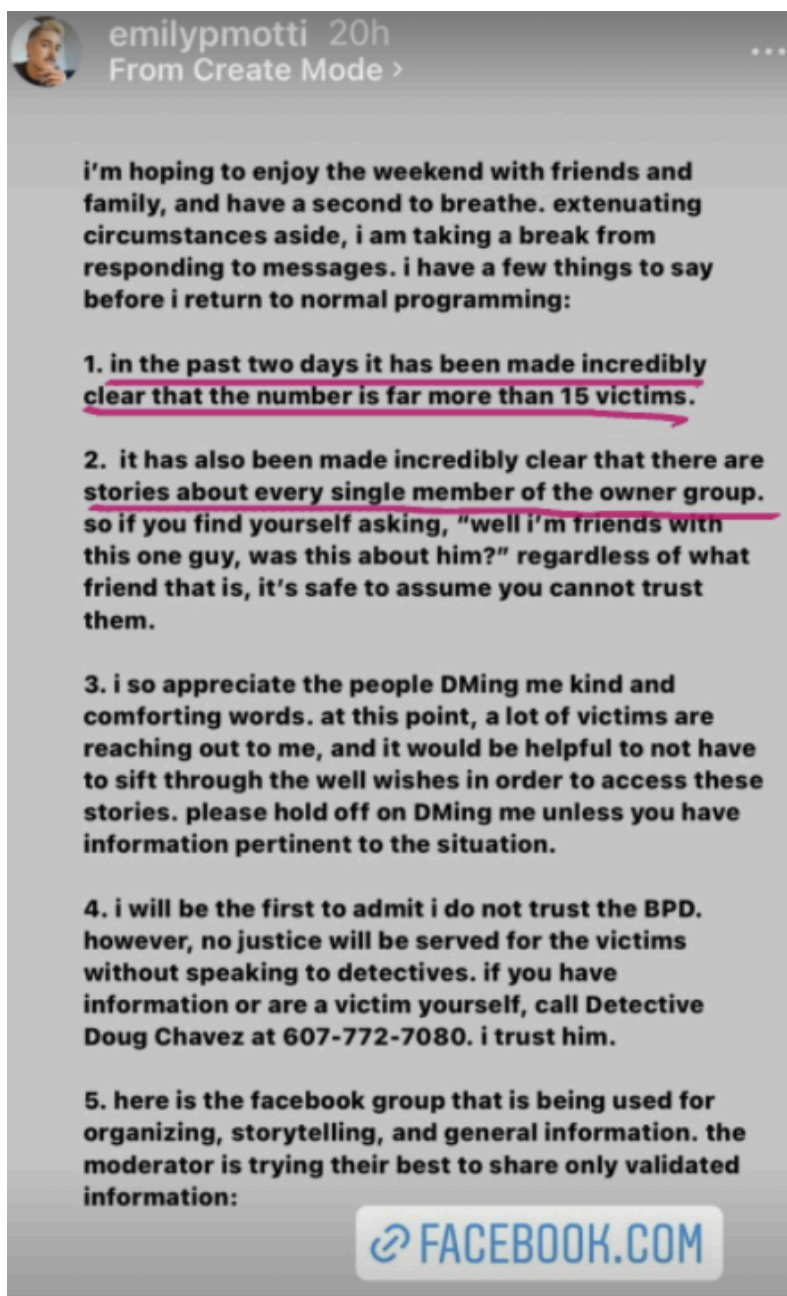 emilypmotti 20h
From Create Mode >
i'm hoping to enjoy the weekend with friends and
family, and have a second to breathe. extenuating
circumstances aside, i am taking a break from
responding to messages. i have a few things to say
before i return to normal programming:
1. in the past two days it has been made incredibly
clear that the number is far more than 15 victims.
2. it has also been made incredibly clear that there are
stories about every single member of the owner group.
so if you find yourself asking, “well i'm friends with
this one guy, was this about him?” regardless of what
friend that is, it's safe to assume you cannot trust
them.
3. i so appreciate the people DMing me kind and
comforting words. at this point, a lot of victims are
reaching out to me, and it would be helpful to not have
to sift through the well wishes in order to access these
stories. please hold off on DMing me unless you have
information pertinent to the situation.
4. i will be the first to admit i do not trust the BPD.
however, no justice will be served for the victims
without speaking to detectives. if you have
information or are a victim yourself, call Detective
Doug Chavez at 607-772-7080. i trust him.
5. here is the facebook group that is being used for
organizing, storytelling, and general information. the
moderator is trying their best to share only validated
information:
FACEBOOK.COM